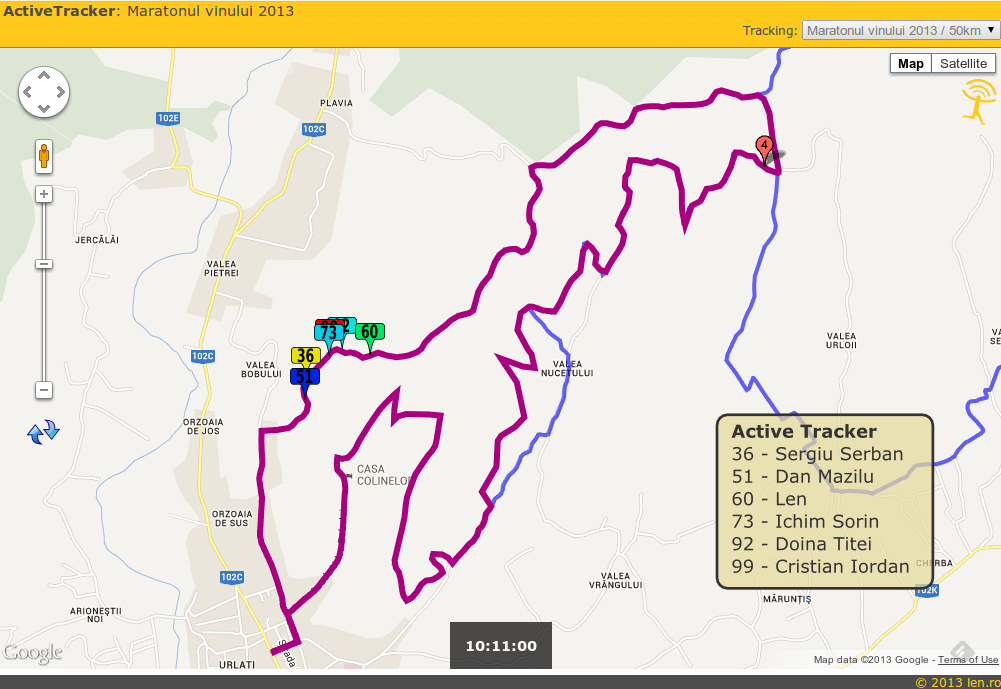 ActiveTracker: Maratonul vinului 2013
Tracking: Maratonul vinului 2013 / 50km
Map Satellite
PLAVIA
102E
102C
4
JERCĂLĂI
VALEA
PIETREI
73
60
36
51
102C
VALEA
BOBULUI
VALEA
NUCETULUI
VALEA
URLOII
ORZOAIA
DE JOS
CASA
COLINELOR
ORZOAIA
DE SUS
Active Tracker
36 - Sergiu Serban
51 - Dan Mazilu
60 - Len
73 - Ichim Sorin
92 - Doina Titei
99 - Cristian Iordan
102C
VALEA
VRÂNGULUI
102K
MĂRUNȚIȘ
ARIONEȘTII
NOI
10:11:00
Google
URLATI
Map data ©2013 Google - Terms of Use
© 2013 len.ro